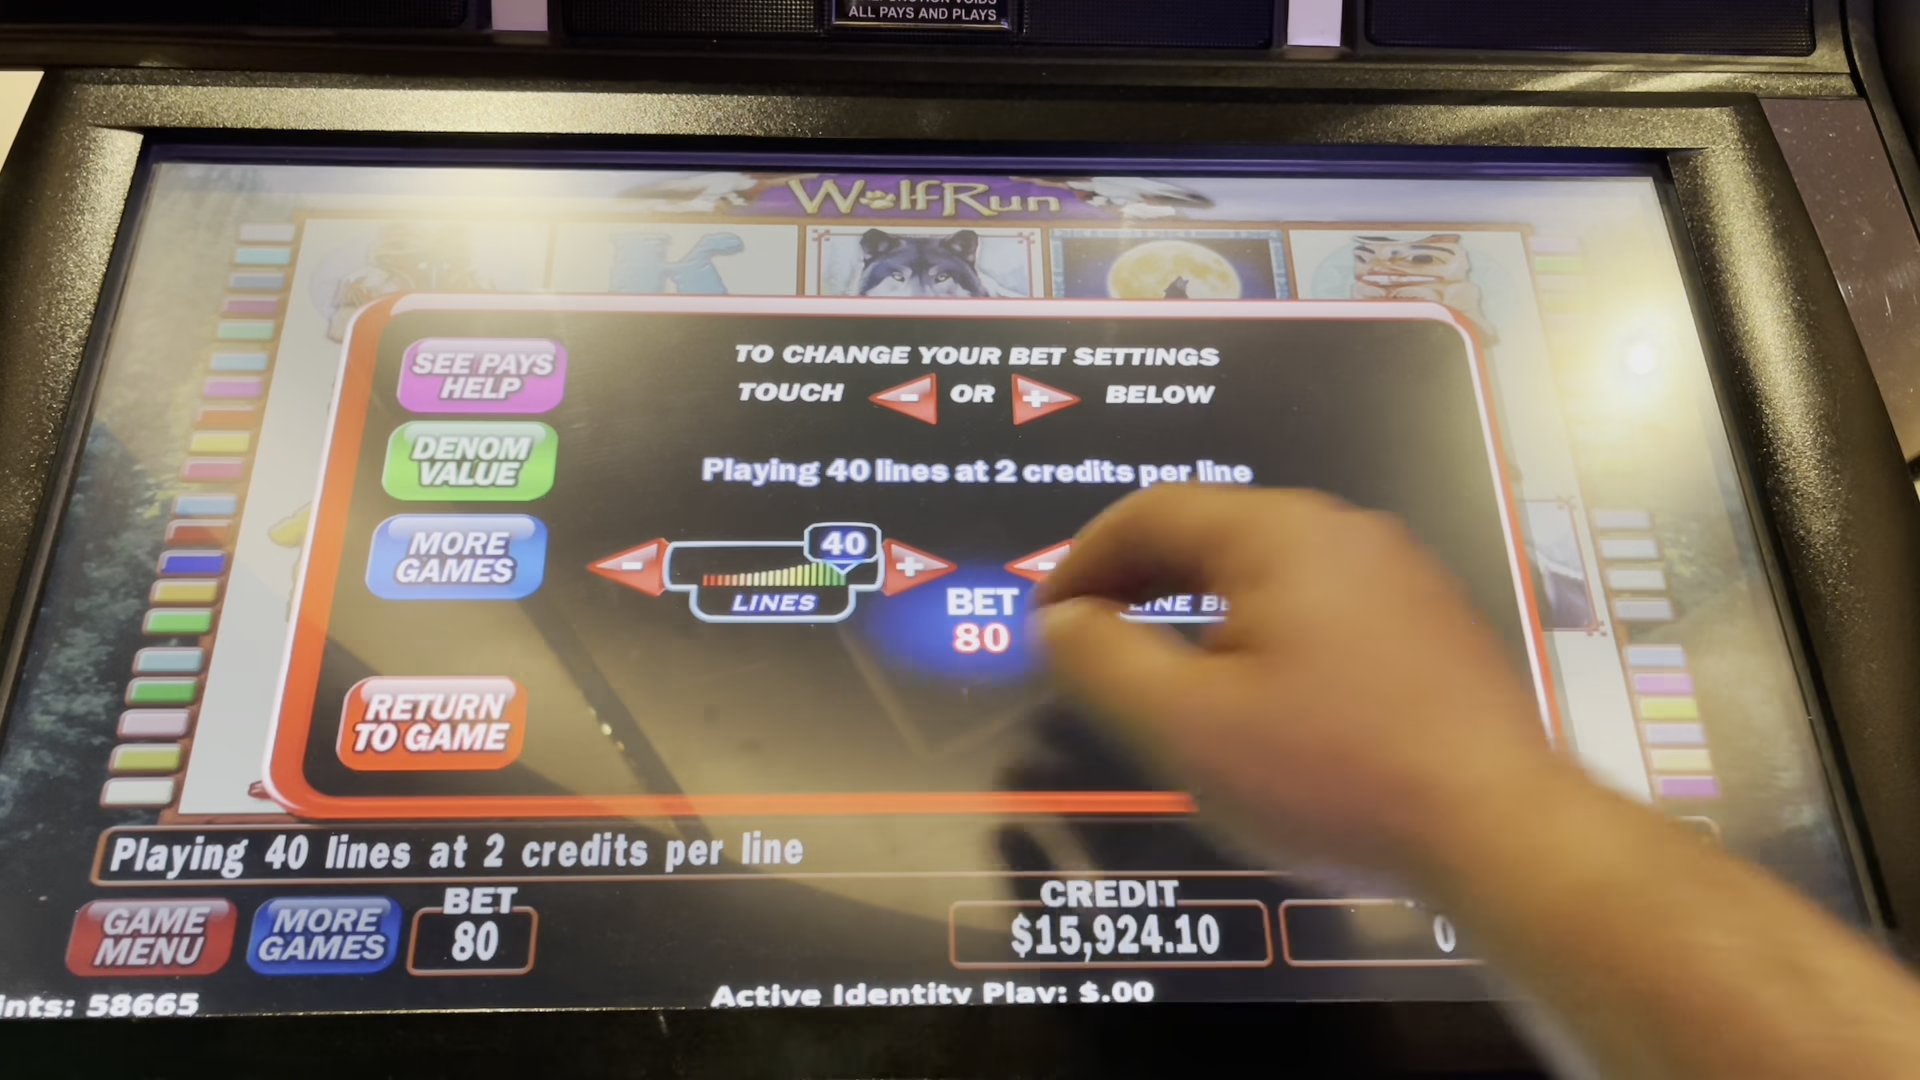 ALL PAYS AND PLAYS
WolfRun
SEE PAYS
HELP
TO CHANGE YOUR BET SETTINGS
TOUCH - OR + BELOW
DENOM
VALUE
Playing 40 lines at 2 credits per line
MORE
GAMES
-
40
+
-
LINES
LINE
BET
80
RETURN
TO GAME
Playing 40 lines at 2 credits per line
GAME
MENU
MORE
GAMES
BET
80
CREDIT
$15,924.10
0
58665
Active Identity Play: $.00